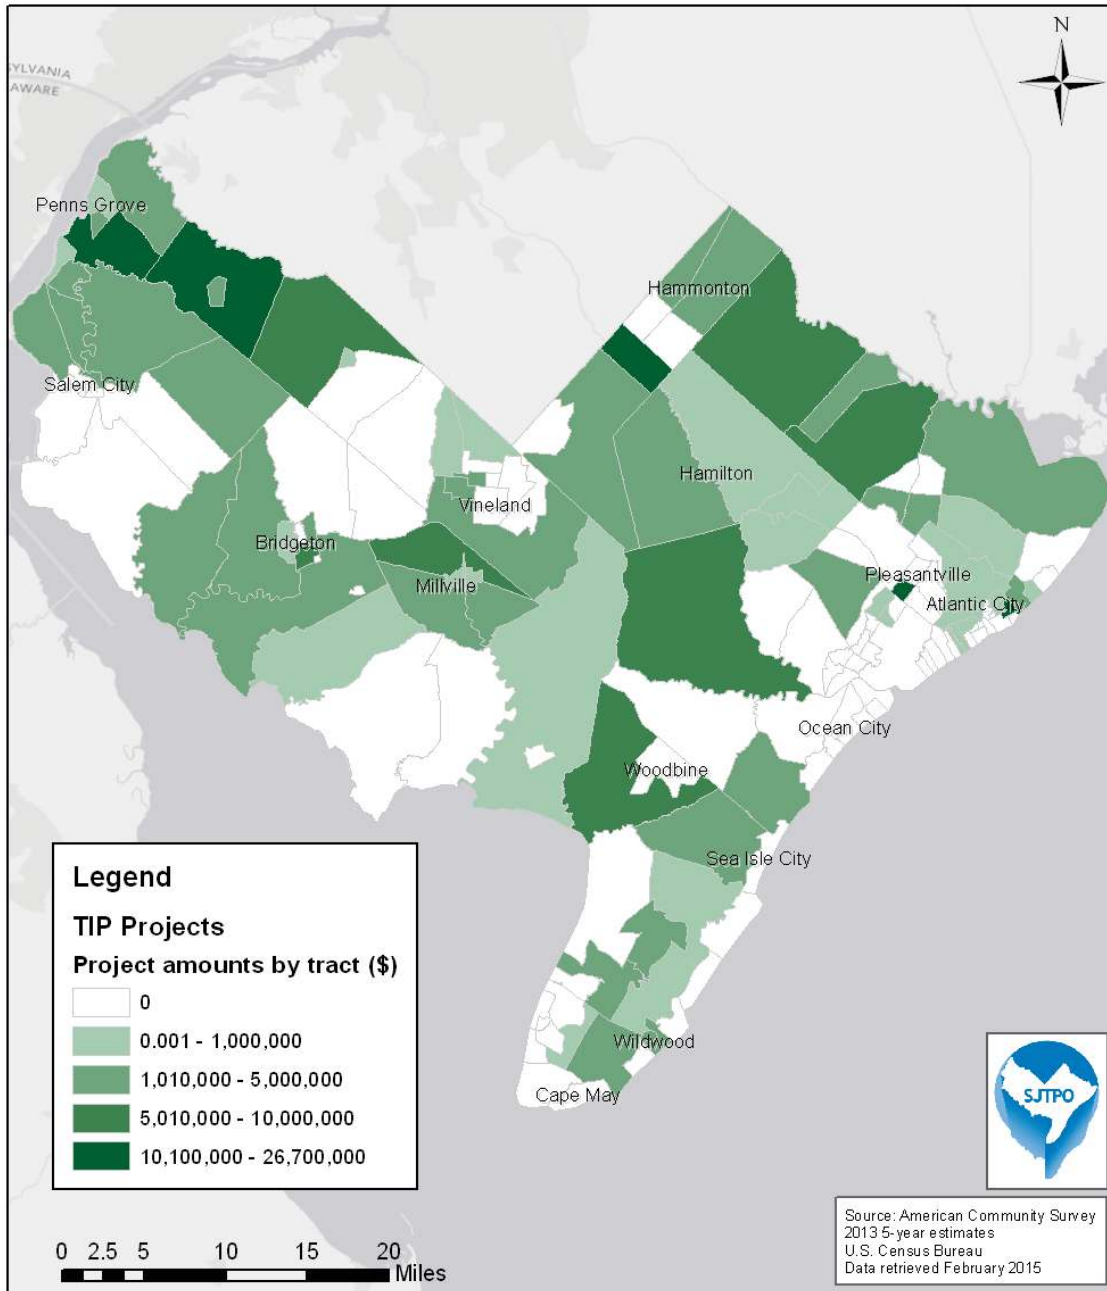 N
SYLVANIA
AWARE
Penns Grove
Hammonton
Salem City
Hamilton
Vineland
Bridgeton
Millville
Pleasantville
Atlantic City
Ocean City
Woodbine
Sea Isle City
Wildwood
Cape May
Legend
TIP Projects
Project amounts by tract ($)
0
0.001 - 1,000,000
1,010,000 - 5,000,000
5,010,000 - 10,000,000
10,100,000 - 26,700,000
0 2.5 5 10 15 20
Miles
SJTPO
Source: American Community Survey
2013 5-year estimates
U.S. Census Bureau
Data retrieved February 2015